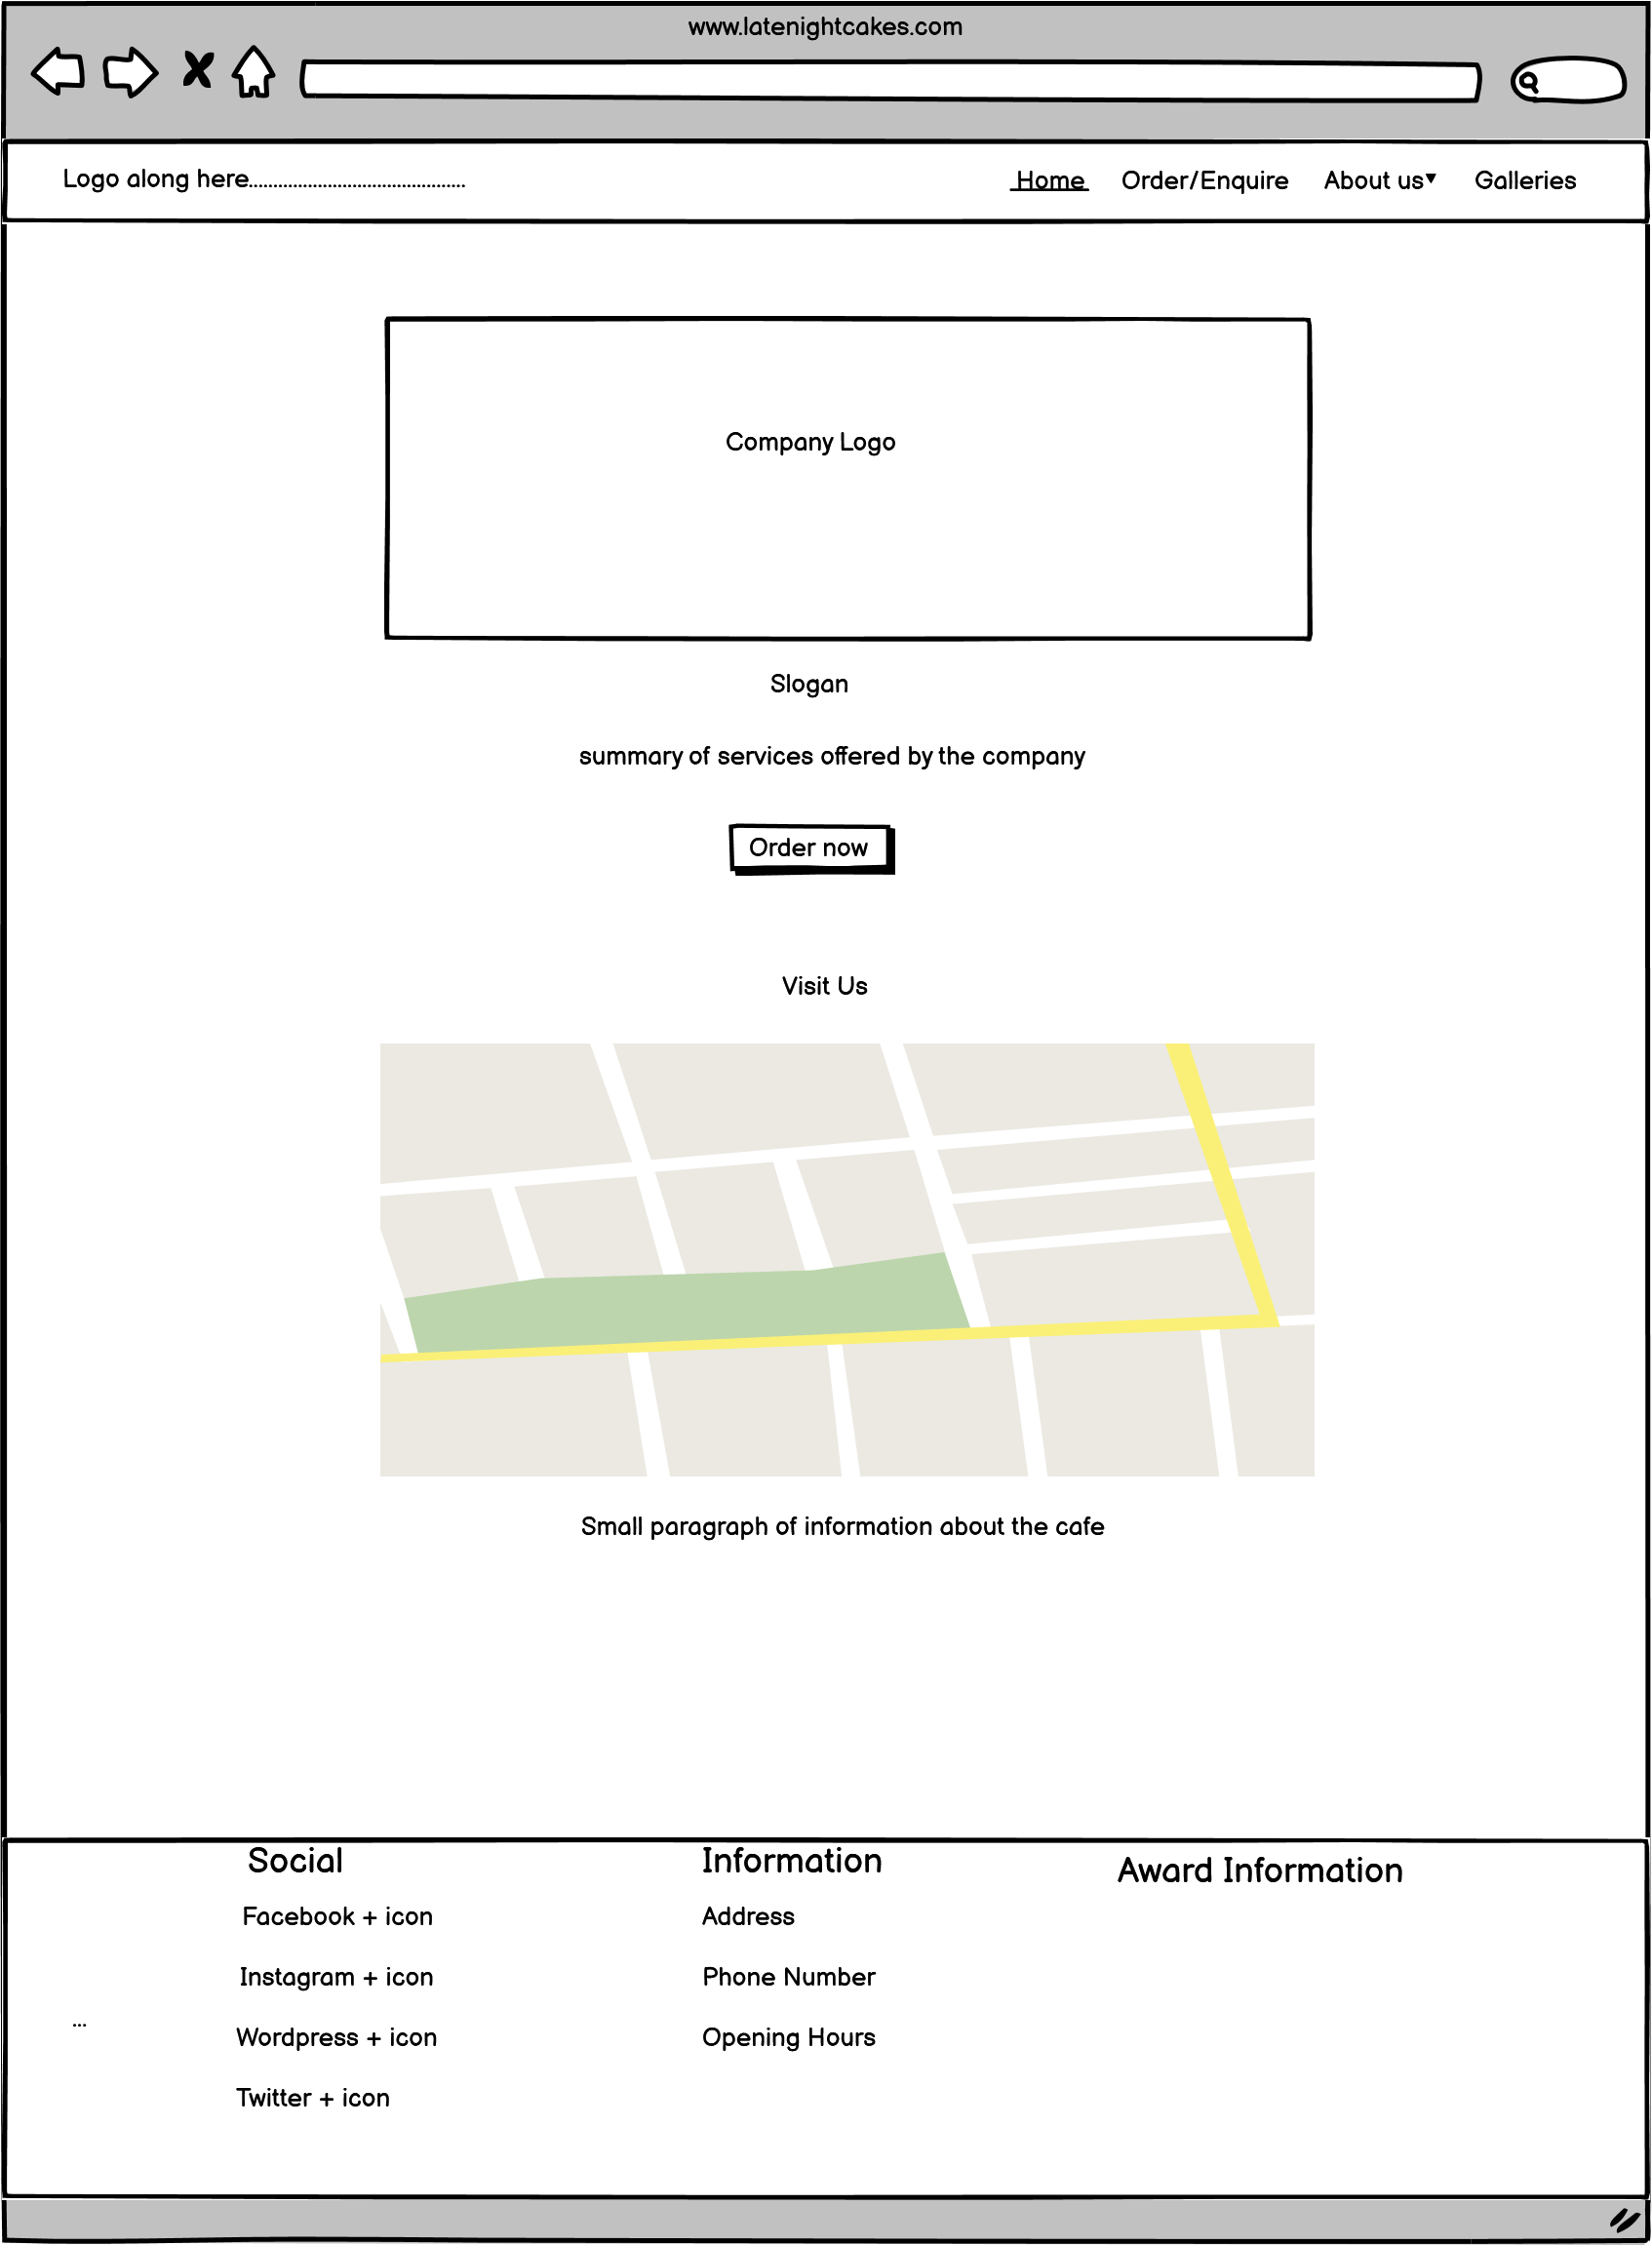 www.latenightcakes.com
Logo along here............................................
Home Order/Enquire About us▾ Galleries
Company Logo
Slogan
summary of services offered by the company
Order now
Visit Us
Small paragraph of information about the cafe
Social
Facebook + icon
Instagram + icon
Wordpress + icon
Twitter + icon
...
Information
Address
Phone Number
Opening Hours
Award Information